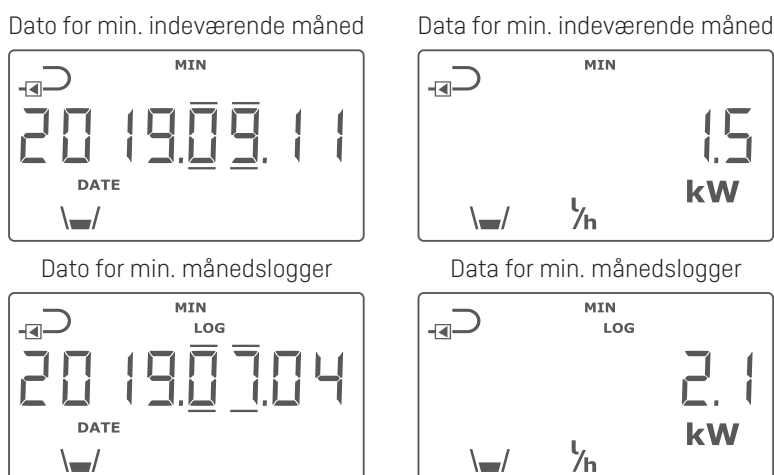 Dato for min. indeværende måned
MIN
2019.09.11
DATE
Data for min. indeværende måned
MIN
1.5
kW
l/h
Dato for min. månedslogger
MIN
LOG
2019.07.04
DATE
Data for min. månedslogger
MIN
LOG
2.1
kW
l/h